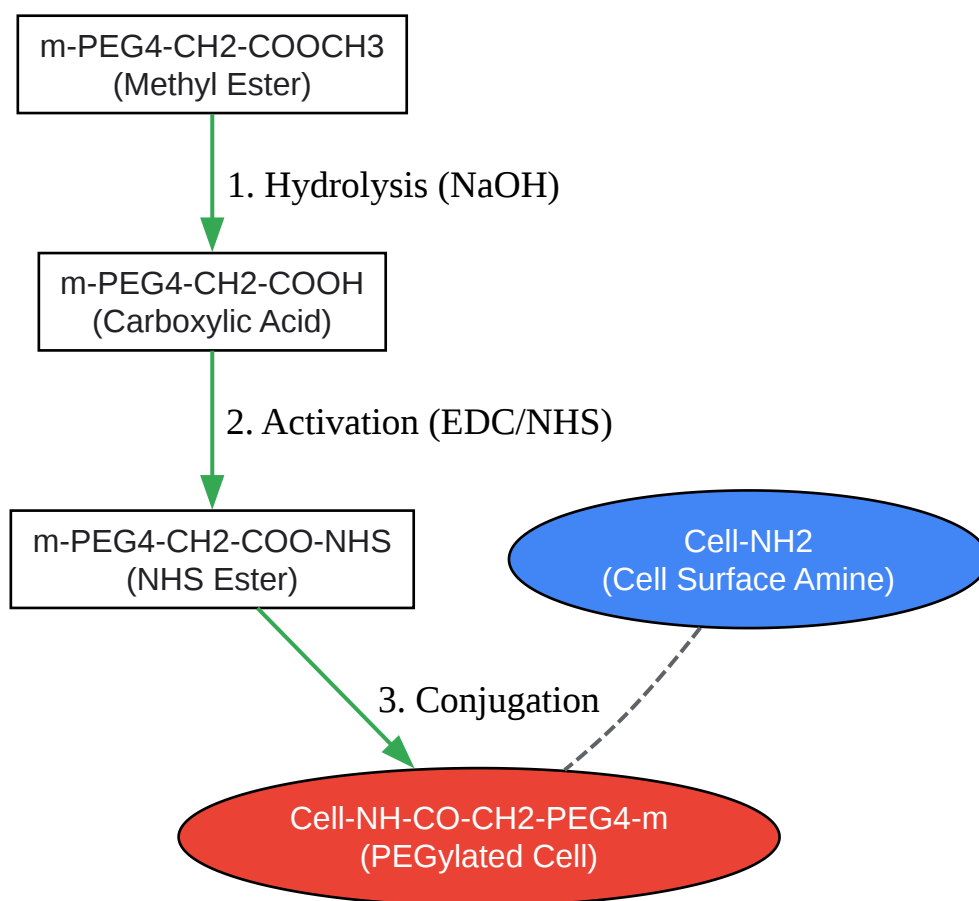 m-PEG4-CH2-COOCH3
(Methyl Ester)
1. Hydrolysis (NaOH)
m-PEG4-CH2-COOH
(Carboxylic Acid)
2. Activation (EDC/NHS)
m-PEG4-CH2-COO-NHS
(NHS Ester)
Cell-NH2
(Cell Surface Amine)
3. Conjugation
Cell-NH-CO-CH2-PEG4-m
(PEGylated Cell)